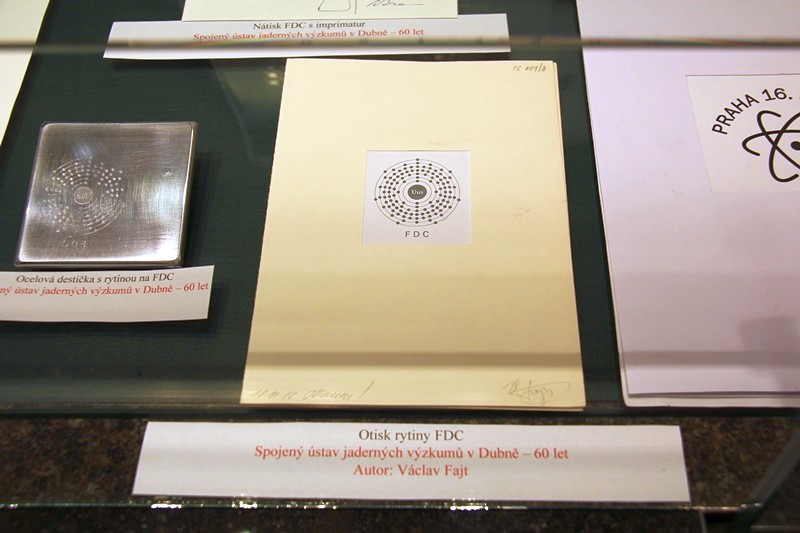 Nátisk FDC s imprimatur
Spojený ústav jaderných výzkumů v Dubně – 60 let
PRAHA 16.
Uuv
FDC
Ocelová destička s rytinou na FDC
ný ústav jaderných výzkumů v Dubně – 60 let
Otisk rytiny FDC
Spojený ústav jaderných výzkumů v Dubně – 60 let
Autor: Václav Fajt